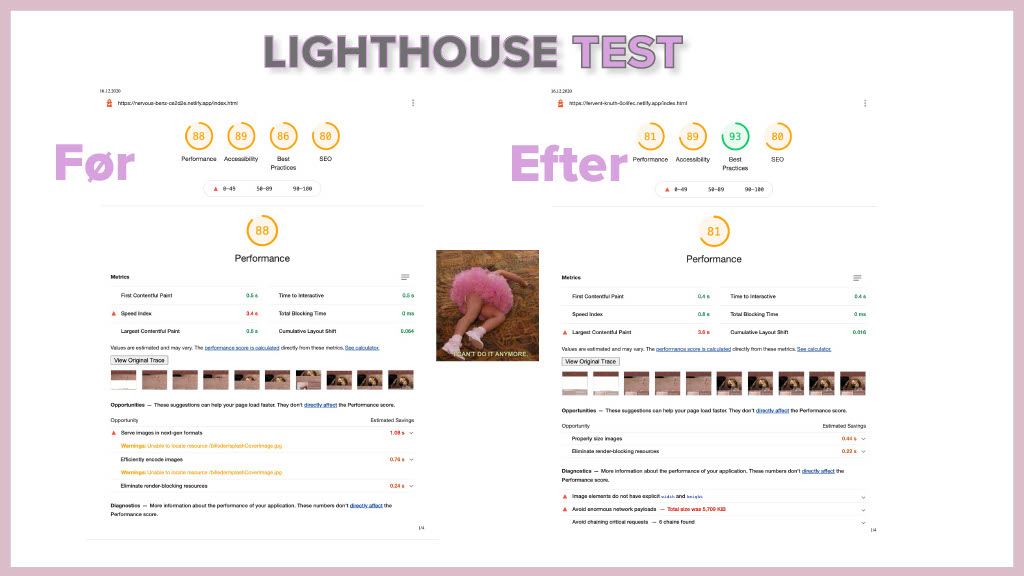 LIGHTHOUSE TEST
Før
16.12.2020
https://nervous-benz-ce2d2e.netlify.app/index.html
88
89
86
80
Performance
Accessibility
Best
Practices
SEO
0–49
50–89
90–100
88
Performance
Metrics
First Contentful Paint 0.5 s
Time to Interactive 0.5 s
Speed Index 3.4 s
Total Blocking Time 0 ms
Largest Contentful Paint 0.5 s
Cumulative Layout Shift 0.064
Values are estimated and may vary. The performance score is calculated directly from these metrics. See calculator.
View Original Trace
Opportunities — These suggestions can help your page load faster. They don't directly affect the Performance score.
Opportunity Estimated Savings
Serve images in next-gen formats 1.08 s
Warnings: Unable to locate resource /billeder/splashCoverImage.jpg
Efficiently encode images 0.76 s
Warnings: Unable to locate resource /billeder/splashCoverImage.jpg
Eliminate render-blocking resources 0.24 s
Diagnostics — More information about the performance of your application. These numbers don't directly affect the
Performance score.
1/4
I CAN'T DO IT ANYMORE.
Efter
16.12.2020
https://fervent-knuth-0c4fec.netlify.app/index.html
81
89
93
80
Performance
Accessibility
Best
Practices
SEO
0–49
50–89
90–100
81
Performance
Metrics
First Contentful Paint 0.4 s
Time to Interactive 0.4 s
Speed Index 0.8 s
Total Blocking Time 0 ms
Largest Contentful Paint 3.6 s
Cumulative Layout Shift 0.016
Values are estimated and may vary. The performance score is calculated directly from these metrics. See calculator.
View Original Trace
Opportunities — These suggestions can help your page load faster. They don't directly affect the Performance score.
Opportunity Estimated Savings
Properly size images 0.44 s
Eliminate render-blocking resources 0.22 s
Diagnostics — More information about the performance of your application. These numbers don't directly affect the
Performance score.
Image elements do not have explicit width and height
Avoid enormous network payloads — Total size was 5,709 KiB
Avoid chaining critical requests — 6 chains found
1/4